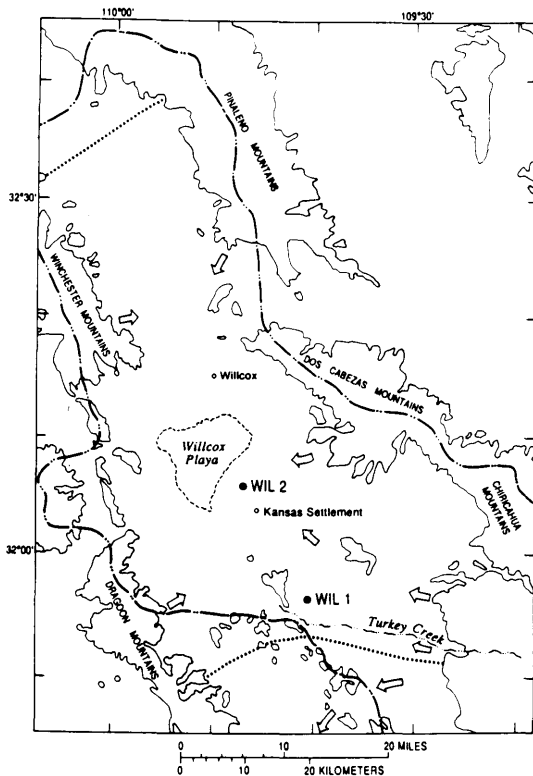 110°00'
109°30'
PINALENO MOUNTAINS
32°30'
WINCHESTER MOUNTAINS
Willcox
DOS CABEZAS MOUNTAINS
Willcox
Playa
WIL 2
Kansas Settlement
CHIRICAHUA
MOUNTAINS
32°00'
WIL 1
DRAGOON MOUNTAINS
Turkey Creek
0 10 20 MILES
0 10 20 KILOMETERS